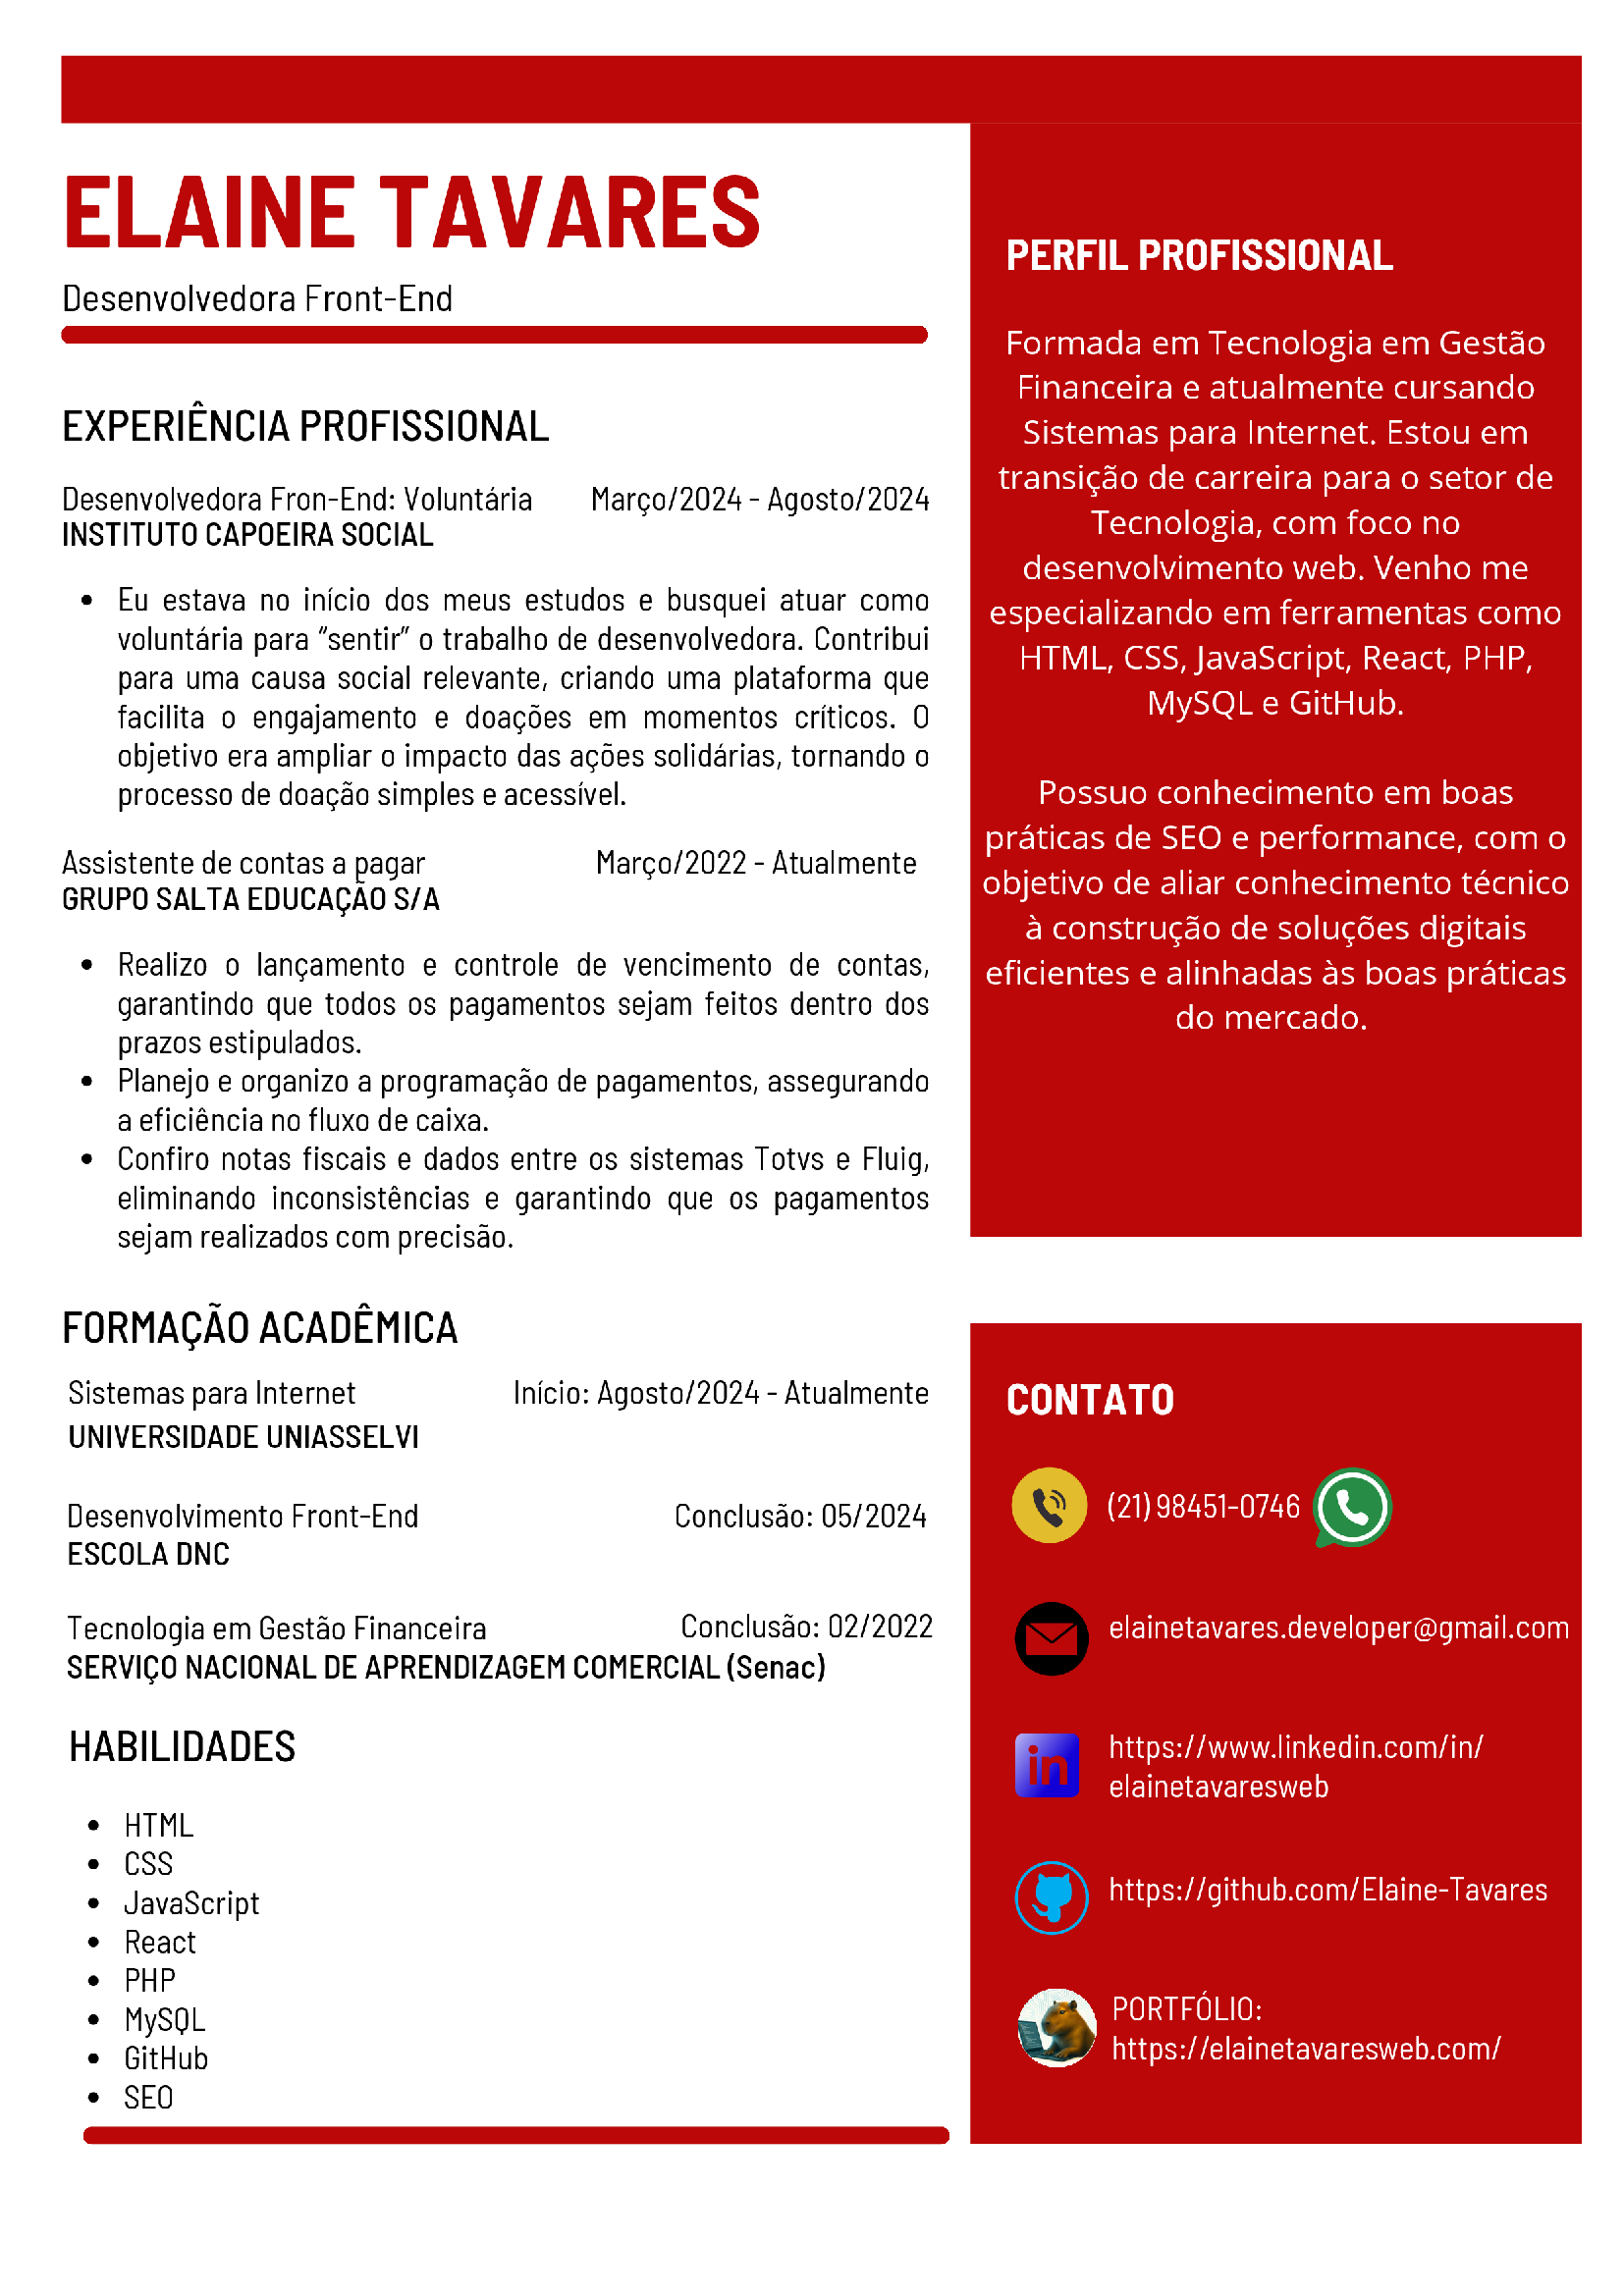 ELAINE TAVARES
Desenvolvedora Front-End
EXPERIÊNCIA PROFISSIONAL
Desenvolvedora Fron-End: Voluntária Março/2024 - Agosto/2024
INSTITUTO CAPOEIRA SOCIAL
• Eu estava no início dos meus estudos e busquei atuar como
voluntária para “sentir” o trabalho de desenvolvedora. Contribui
para uma causa social relevante, criando uma plataforma que
facilita o engajamento e doações em momentos críticos. O
objetivo era ampliar o impacto das ações solidárias, tornando o
processo de doação simples e acessível.
Assistente de contas a pagar Março/2022 - Atualmente
GRUPO SALTA EDUCAÇÃO S/A
• Realizo o lançamento e controle de vencimento de contas,
garantindo que todos os pagamentos sejam feitos dentro dos
prazos estipulados.
• Planejo e organizo a programação de pagamentos, assegurando
a eficiência no fluxo de caixa.
• Confiro notas fiscais e dados entre os sistemas Totvs e Fluig,
eliminando inconsistências e garantindo que os pagamentos
sejam realizados com precisão.
FORMAÇÃO ACADÊMICA
Sistemas para Internet Início: Agosto/2024 - Atualmente
UNIVERSIDADE UNIASSELVI
Desenvolvimento Front-End Conclusão: 05/2024
ESCOLA DNC
Tecnologia em Gestão Financeira Conclusão: 02/2022
SERVIÇO NACIONAL DE APRENDIZAGEM COMERCIAL (Senac)
HABILIDADES
• HTML
• CSS
• JavaScript
• React
• PHP
• MySQL
• GitHub
• SEO
PERFIL PROFISSIONAL
Formada em Tecnologia em Gestão
Financeira e atualmente cursando
Sistemas para Internet. Estou em
transição de carreira para o setor de
Tecnologia, com foco no
desenvolvimento web. Venho me
especializando em ferramentas como
HTML, CSS, JavaScript, React, PHP,
MySQL e GitHub.
Possuo conhecimento em boas
práticas de SEO e performance, com o
objetivo de aliar conhecimento técnico
à construção de soluções digitais
eficientes e alinhadas às boas práticas
do mercado.
CONTATO
(21) 98451-0746
elainetavares.developer@gmail.com
in
https://www.linkedin.com/in/
elainetavaresweb
https://github.com/Elaine-Tavares
PORTFÓLIO:
https://elainetavaresweb.com/